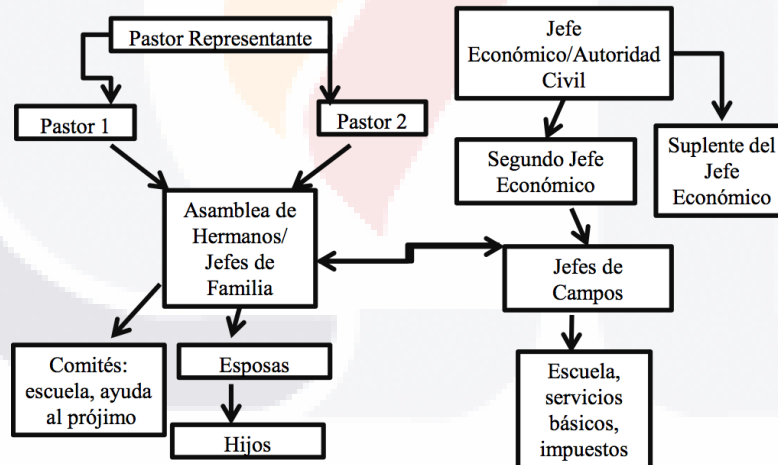 Pastor Representante
Pastor 1
Pastor 2
Asamblea de
Hermanos/
Jefes de
Familia
Comités:
escuela, ayuda
al prójimo
Esposas
Hijos
Jefe
Económico/Autoridad
Civil
Segundo Jefe
Económico
Suplente del
Jefe
Económico
Jefes de
Campos
Escuela,
servicios
básicos,
impuestos